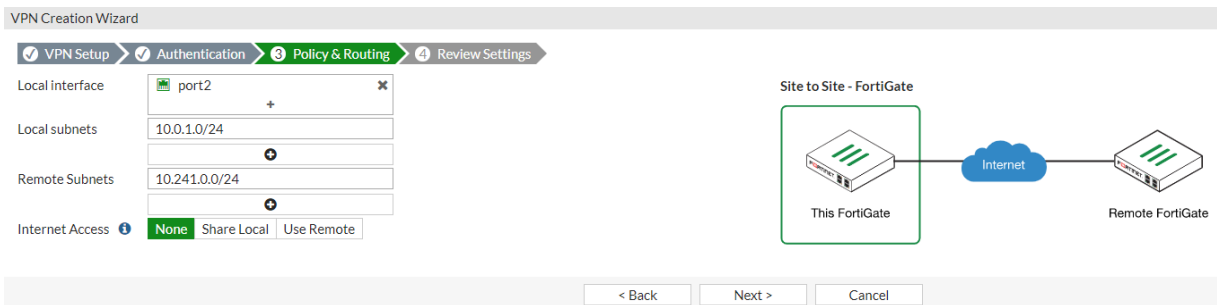 VPN Creation Wizard
VPN Setup Authentication 3 Policy & Routing 4 Review Settings
Local interface port2
Site to Site - FortiGate
Local subnets 10.0.1.0/24
Remote Subnets 10.241.0.0/24
Internet
This FortiGate Remote FortiGate
Internet Access None Share Local Use Remote
< Back Next > Cancel